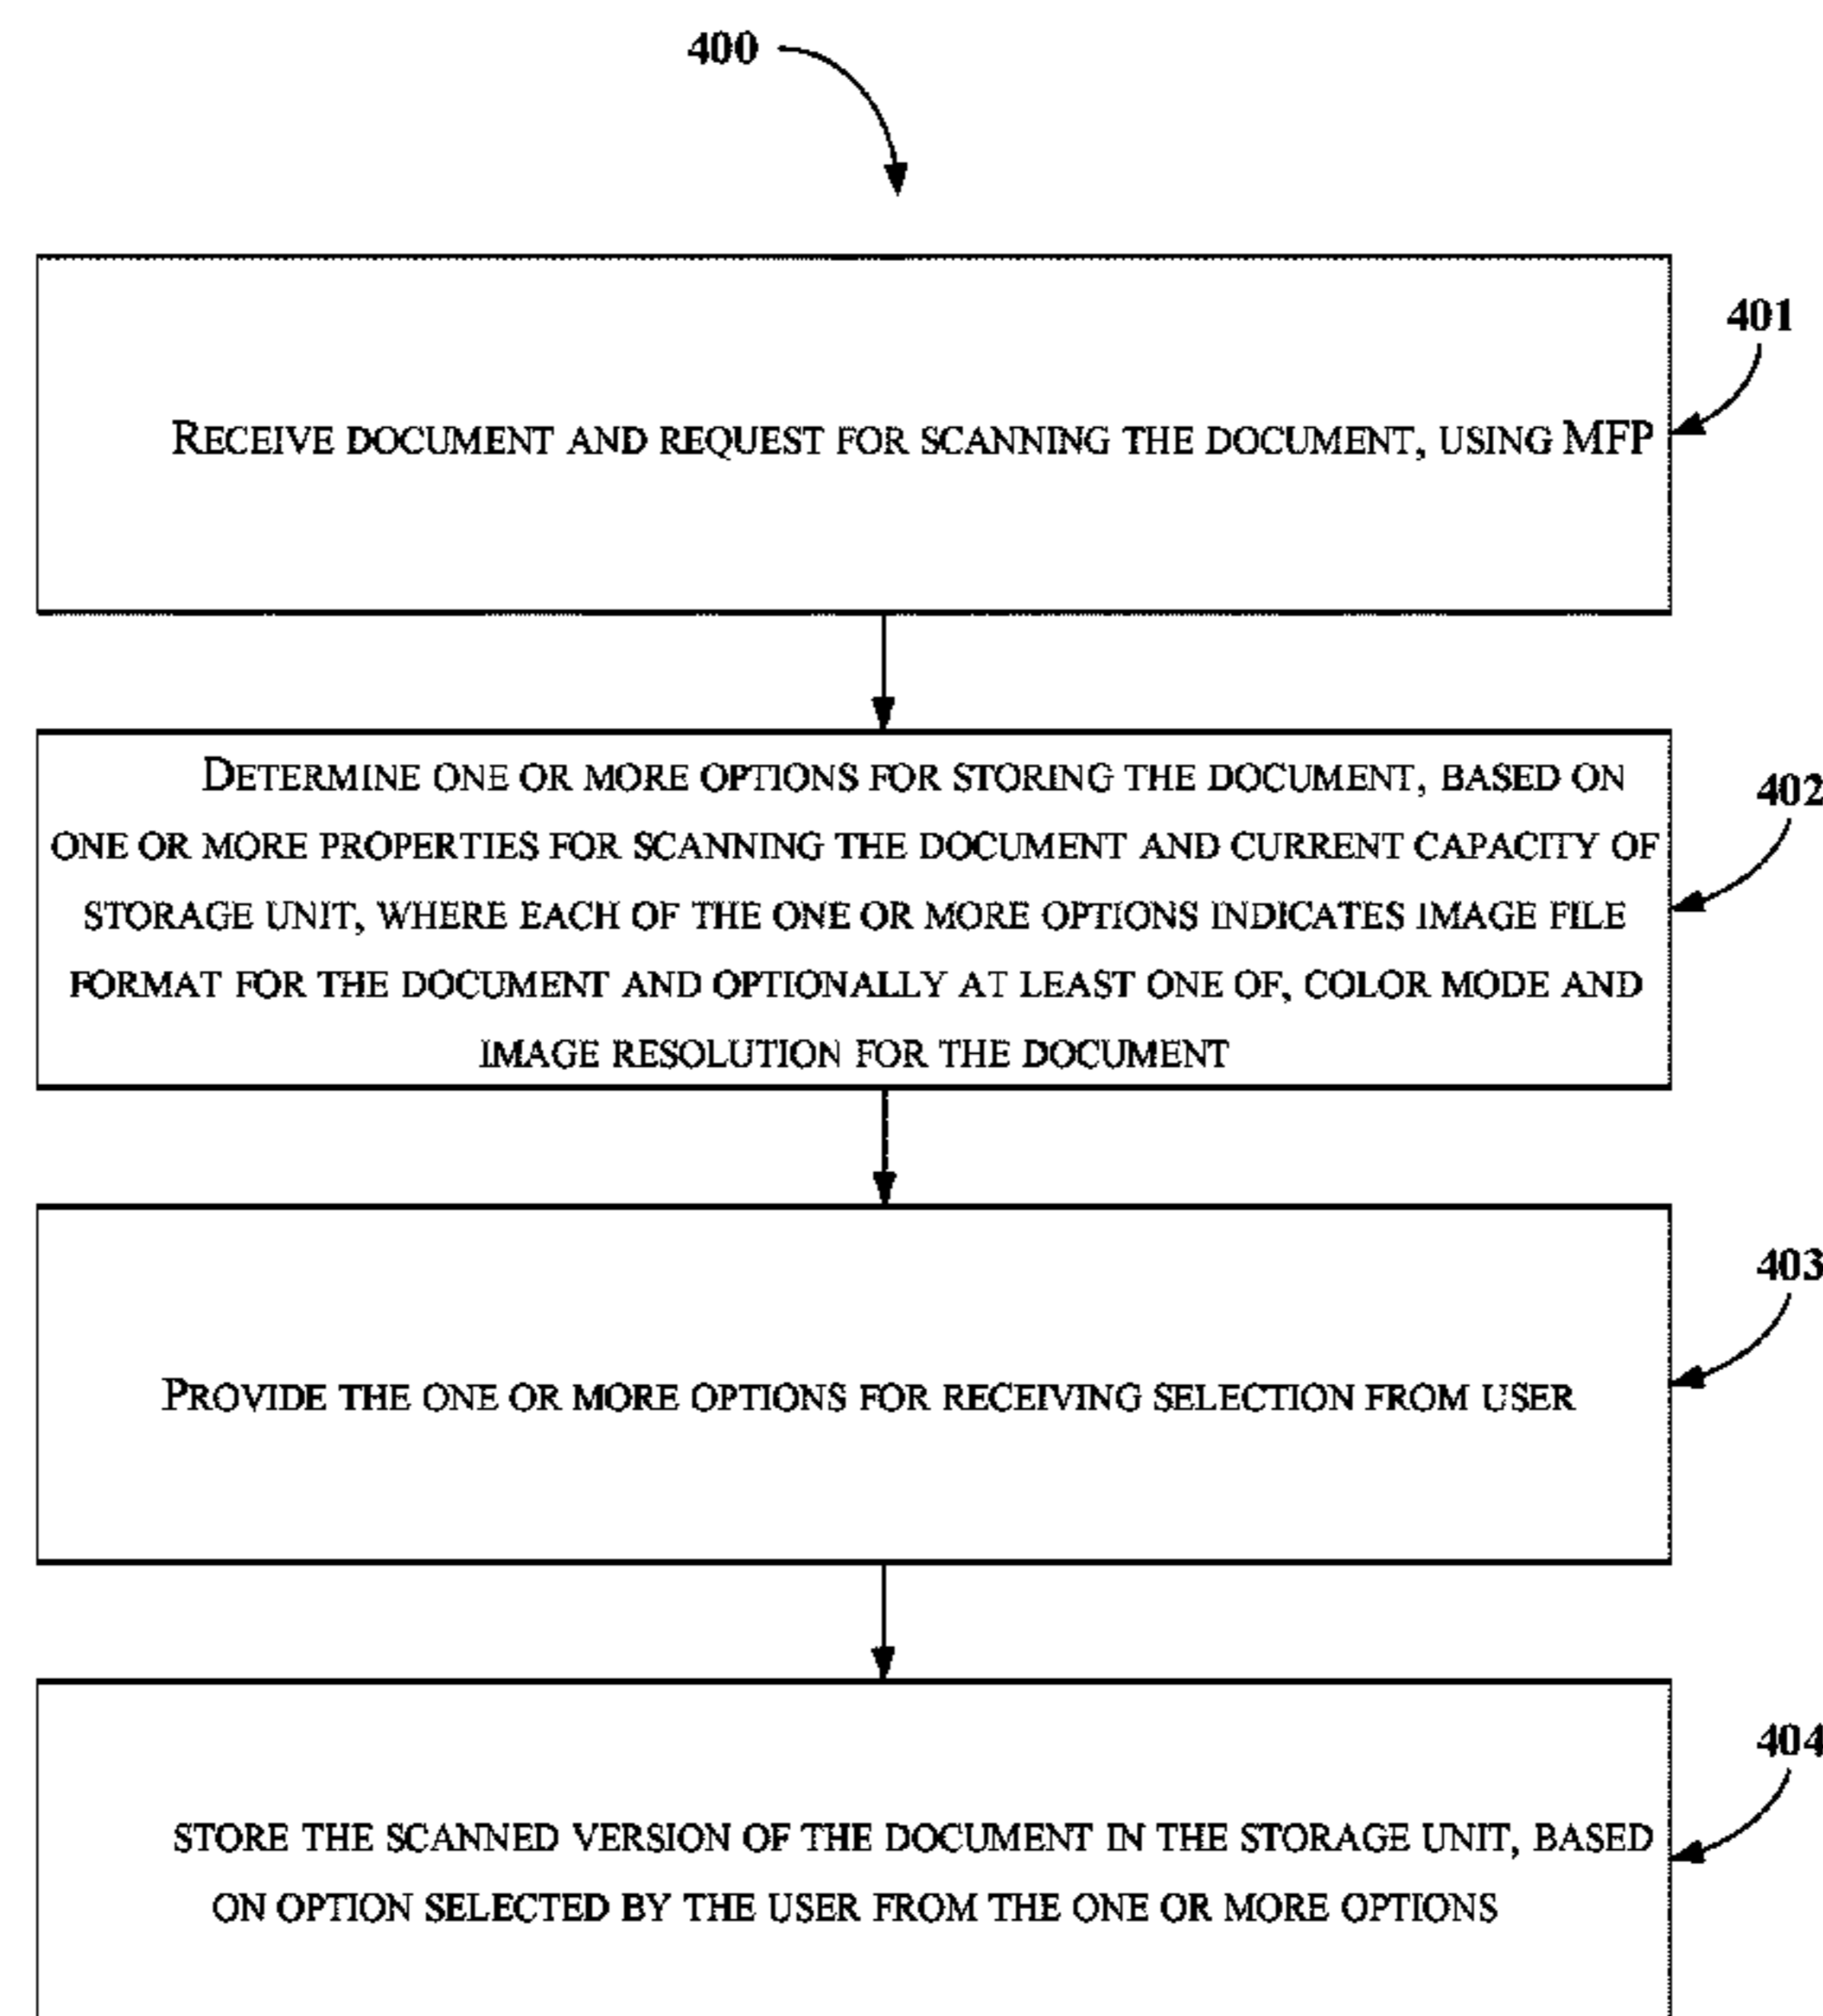 400
401
RECEIVE DOCUMENT AND REQUEST FOR SCANNING THE DOCUMENT, USING MFP
402
DETERMINE ONE OR MORE OPTIONS FOR STORING THE DOCUMENT, BASED ON
ONE OR MORE PROPERTIES FOR SCANNING THE DOCUMENT AND CURRENT CAPACITY OF
STORAGE UNIT, WHERE EACH OF THE ONE OR MORE OPTIONS INDICATES IMAGE FILE
FORMAT FOR THE DOCUMENT AND OPTIONALLY AT LEAST ONE OF, COLOR MODE AND
IMAGE RESOLUTION FOR THE DOCUMENT
403
PROVIDE THE ONE OR MORE OPTIONS FOR RECEIVING SELECTION FROM USER
404
STORE THE SCANNED VERSION OF THE DOCUMENT IN THE STORAGE UNIT, BASED
ON OPTION SELECTED BY THE USER FROM THE ONE OR MORE OPTIONS